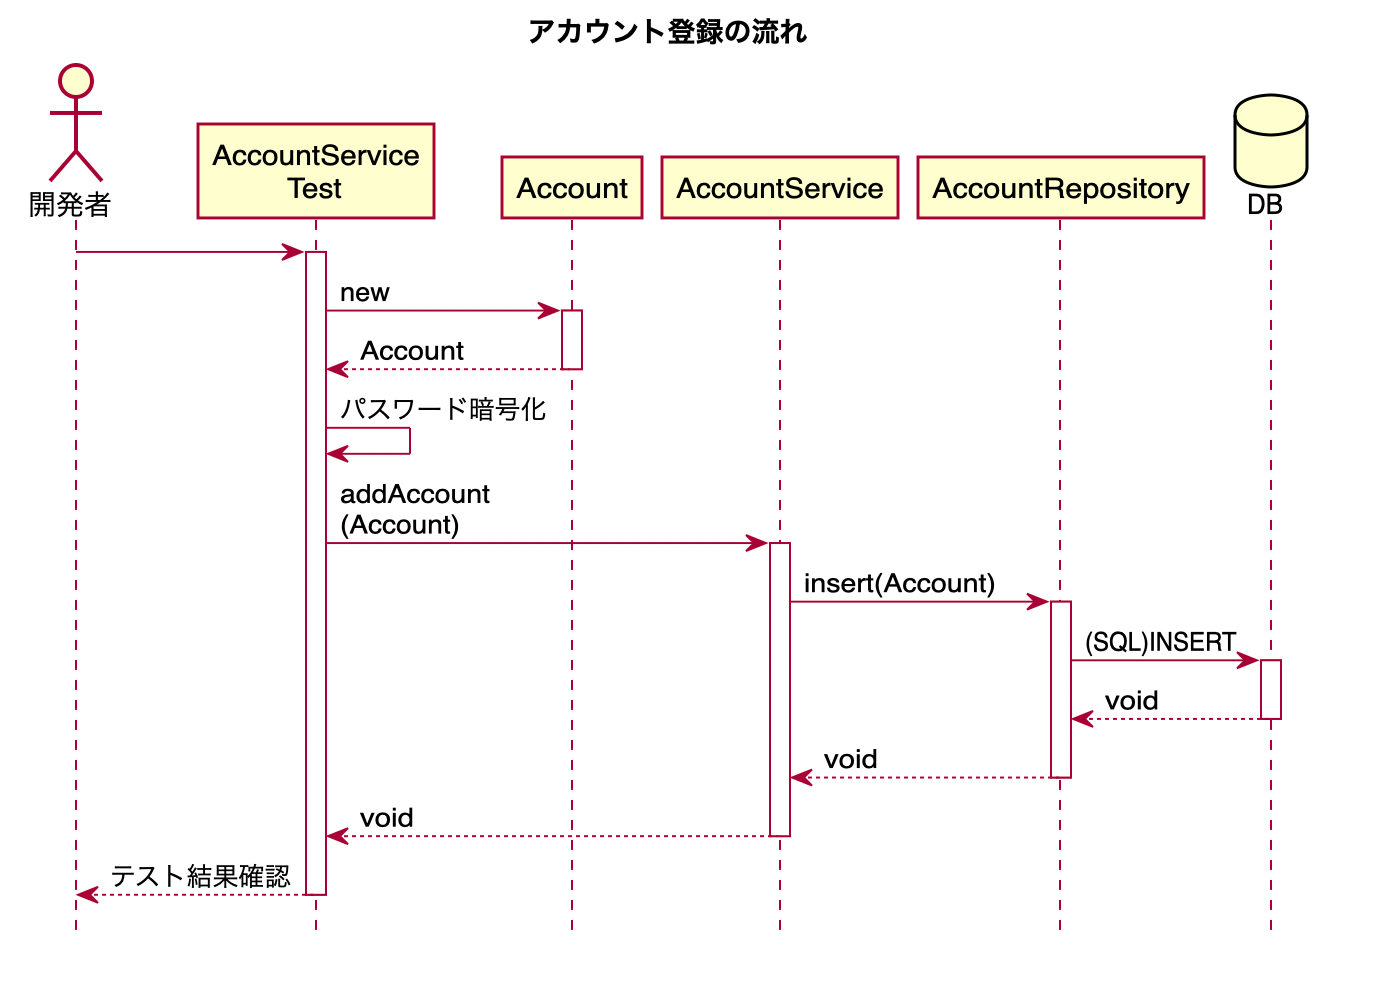 アカウント登録の流れ
開発者
AccountService
Test
Account
AccountService
AccountRepository
DB
new
Account
パスワード暗号化
addAccount
(Account)
insert(Account)
(SQL)INSERT
void
void
void
テスト結果確認